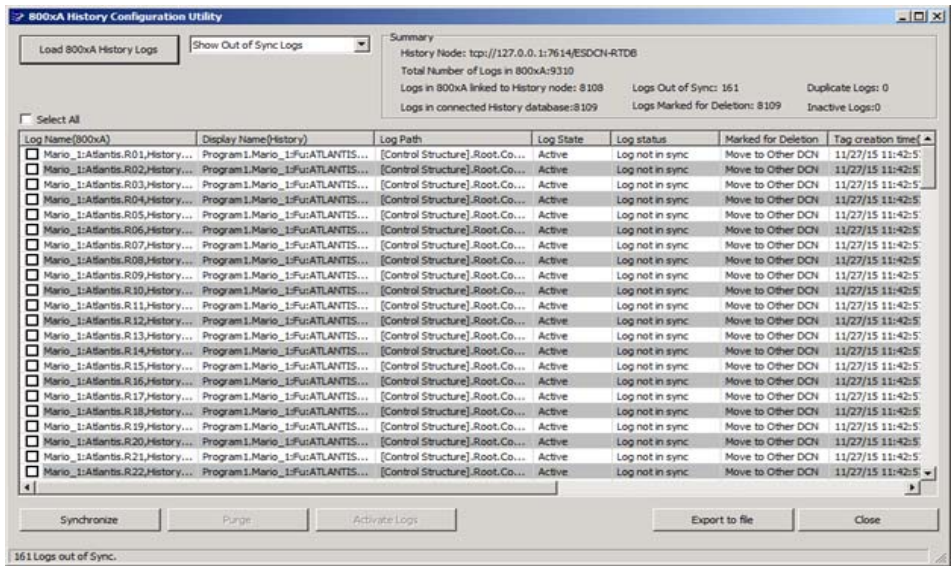 800xA History Configuration Utility
Load 800xA History Logs
Show Out of Sync Logs
Summary
History Node: tcp://127.0.0.1:7614/ESDCN-RTDB
Total Number of Logs in 800xA:9310
Logs in 800xA linked to History node: 8108 Logs Out of Sync: 161 Duplicate Logs: 0
Logs in connected History database:8109 Logs Marked for Deletion: 8109 Inactive Logs:0
Select All
Log Name(800xA) Display Name(History) Log Path Log State Log status Marked for Deletion Tag creation time(
Mario_1:Atlantis.R01,History... Program1.Mario_1:Fu:ATLANTIS... [Control Structure].Root.Co... Active Log not in sync Move to Other DCN 11/27/15 11:42:5
Mario_1:Atlantis.R02,History... Program1.Mario_1:Fu:ATLANTIS... [Control Structure].Root.Co... Active Log not in sync Move to Other DCN 11/27/15 11:42:5
Mario_1:Atlantis.R03,History... Program1.Mario_1:Fu:ATLANTIS... [Control Structure].Root.Co... Active Log not in sync Move to Other DCN 11/27/15 11:42:5
Mario_1:Atlantis.R04,History... Program1.Mario_1:Fu:ATLANTIS... [Control Structure].Root.Co... Active Log not in sync Move to Other DCN 11/27/15 11:42:5
Mario_1:Atlantis.R05,History... Program1.Mario_1:Fu:ATLANTIS... [Control Structure].Root.Co... Active Log not in sync Move to Other DCN 11/27/15 11:42:5
Mario_1:Atlantis.R06,History... Program1.Mario_1:Fu:ATLANTIS... [Control Structure].Root.Co... Active Log not in sync Move to Other DCN 11/27/15 11:42:5
Mario_1:Atlantis.R07,History... Program1.Mario_1:Fu:ATLANTIS... [Control Structure].Root.Co... Active Log not in sync Move to Other DCN 11/27/15 11:42:5
Mario_1:Atlantis.R08,History... Program1.Mario_1:Fu:ATLANTIS... [Control Structure].Root.Co... Active Log not in sync Move to Other DCN 11/27/15 11:42:5
Mario_1:Atlantis.R09,History... Program1.Mario_1:Fu:ATLANTIS... [Control Structure].Root.Co... Active Log not in sync Move to Other DCN 11/27/15 11:42:5
Mario_1:Atlantis.R10,History... Program1.Mario_1:Fu:ATLANTIS... [Control Structure].Root.Co... Active Log not in sync Move to Other DCN 11/27/15 11:42:5
Mario_1:Atlantis.R11,History... Program1.Mario_1:Fu:ATLANTIS... [Control Structure].Root.Co... Active Log not in sync Move to Other DCN 11/27/15 11:42:5
Mario_1:Atlantis.R12,History... Program1.Mario_1:Fu:ATLANTIS... [Control Structure].Root.Co... Active Log not in sync Move to Other DCN 11/27/15 11:42:5
Mario_1:Atlantis.R13,History... Program1.Mario_1:Fu:ATLANTIS... [Control Structure].Root.Co... Active Log not in sync Move to Other DCN 11/27/15 11:42:5
Mario_1:Atlantis.R14,History... Program1.Mario_1:Fu:ATLANTIS... [Control Structure].Root.Co... Active Log not in sync Move to Other DCN 11/27/15 11:42:5
Mario_1:Atlantis.R15,History... Program1.Mario_1:Fu:ATLANTIS... [Control Structure].Root.Co... Active Log not in sync Move to Other DCN 11/27/15 11:42:5
Mario_1:Atlantis.R16,History... Program1.Mario_1:Fu:ATLANTIS... [Control Structure].Root.Co... Active Log not in sync Move to Other DCN 11/27/15 11:42:5
Mario_1:Atlantis.R17,History... Program1.Mario_1:Fu:ATLANTIS... [Control Structure].Root.Co... Active Log not in sync Move to Other DCN 11/27/15 11:42:5
Mario_1:Atlantis.R18,History... Program1.Mario_1:Fu:ATLANTIS... [Control Structure].Root.Co... Active Log not in sync Move to Other DCN 11/27/15 11:42:5
Mario_1:Atlantis.R19,History... Program1.Mario_1:Fu:ATLANTIS... [Control Structure].Root.Co... Active Log not in sync Move to Other DCN 11/27/15 11:42:5
Mario_1:Atlantis.R20,History... Program1.Mario_1:Fu:ATLANTIS... [Control Structure].Root.Co... Active Log not in sync Move to Other DCN 11/27/15 11:42:5
Mario_1:Atlantis.R21,History... Program1.Mario_1:Fu:ATLANTIS... [Control Structure].Root.Co... Active Log not in sync Move to Other DCN 11/27/15 11:42:5
Mario_1:Atlantis.R22,History... Program1.Mario_1:Fu:ATLANTIS... [Control Structure].Root.Co... Active Log not in sync Move to Other DCN 11/27/15 11:42:5
Synchronize Purge Activate Logs Export to file Close
161 Logs out of Sync.